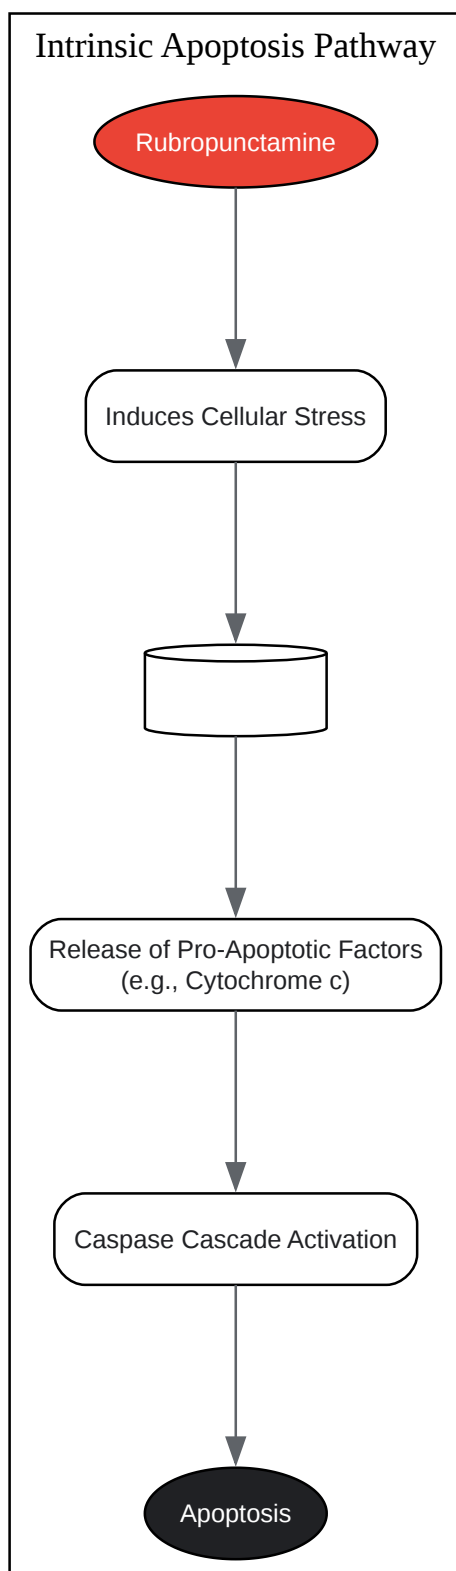 Intrinsic Apoptosis Pathway
Rubropunctamine
Induces Cellular Stress
Release of Pro-Apoptotic Factors
(e.g., Cytochrome c)
Caspase Cascade Activation
Apoptosis